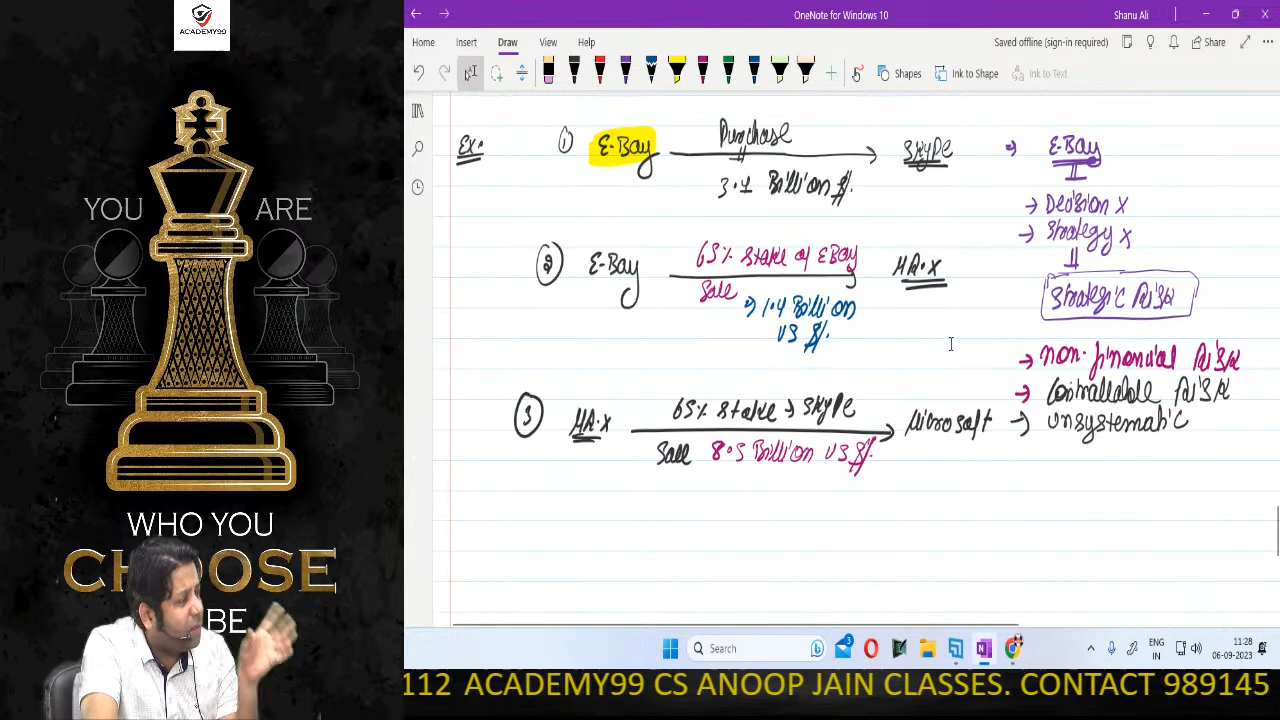 ACADEMY99
YOU ARE
WHO YOU
CHOOSE
BE
OneNote for Windows 10
Shanu Ali
Home Insert Draw View Help
Saved offline (sign-in required)
Share
Shapes
Ink to Shape
Ink to Text
Ex:
1) E-Bay Purchase SkyPe
3.1 Billion $.
2) E-Bay 65% Stake of EBay MA.X
Sale → 1.4 Billion
US $.
3) MA.X 65% Stake → SkyPe Microsoft
Sale 8.5 Billion US $.
⇒ E-Bay
→ Decision X
→ Strategy X
Strategic Risk
→ non-financial Risk
→ Controllable Risk
→ unsystematic
Search
3
ENG
IN
11:28
06-09-2023
112 ACADEMY99 CS ANOOP JAIN CLASSES. CONTACT 989145